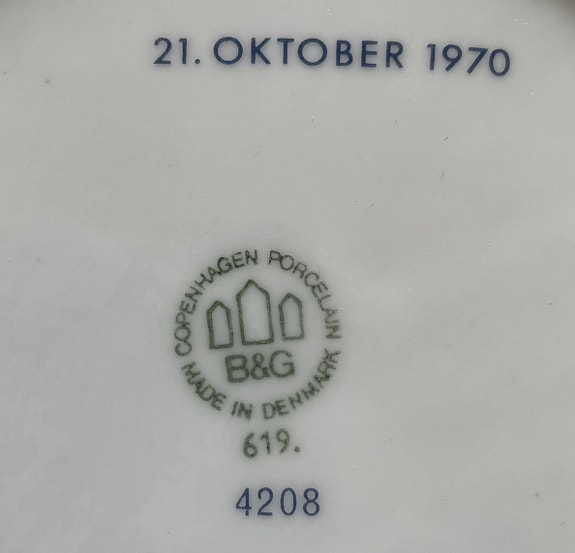 21. OKTOBER 1970
COPENHAGEN PORCELAIN
B&G
MADE IN DENMARK
619.
4208